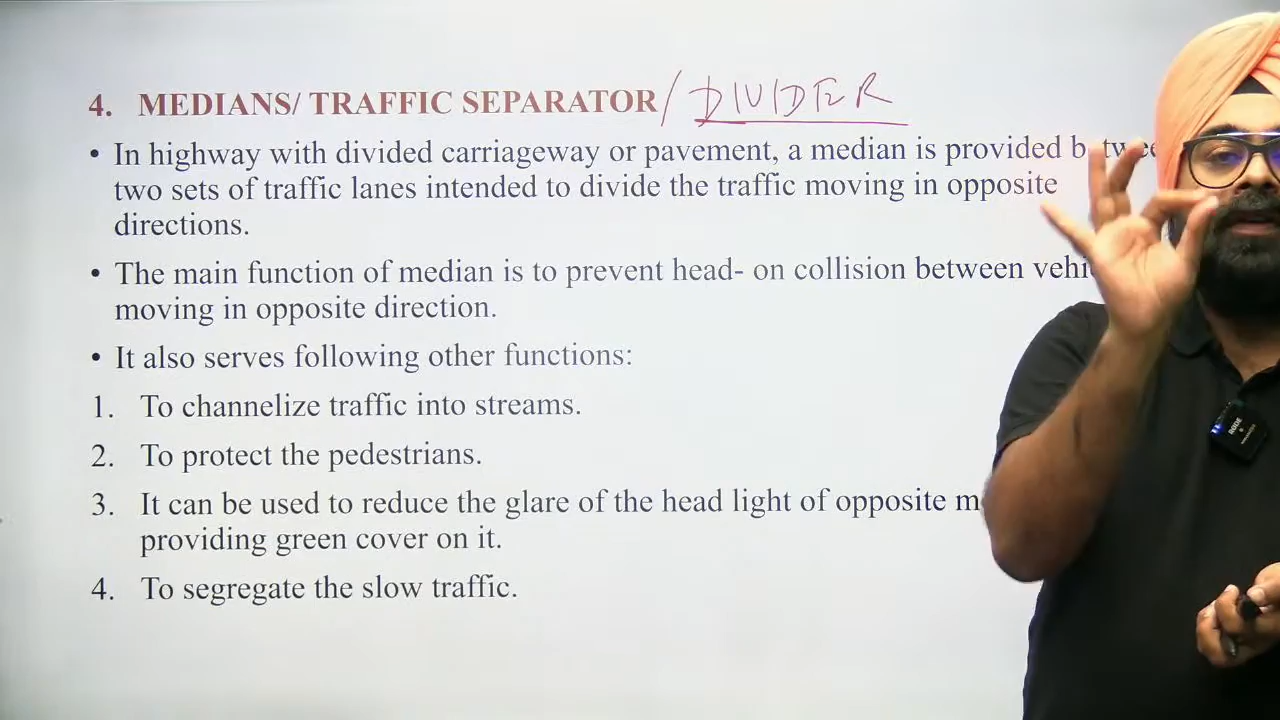 4. MEDIANS/ TRAFFIC SEPARATOR / DIVIDER
• In highway with divided carriageway or pavement, a median is provided
two sets of traffic lanes intended to divide the traffic moving in opposite
directions.
• The main function of median is to prevent head- on collision between
moving in opposite direction.
• It also serves following other functions:
1. To channelize traffic into streams.
2. To protect the pedestrians.
3. It can be used to reduce the glare of the head light of opposite
providing green cover on it.
4. To segregate the slow traffic.
RODE